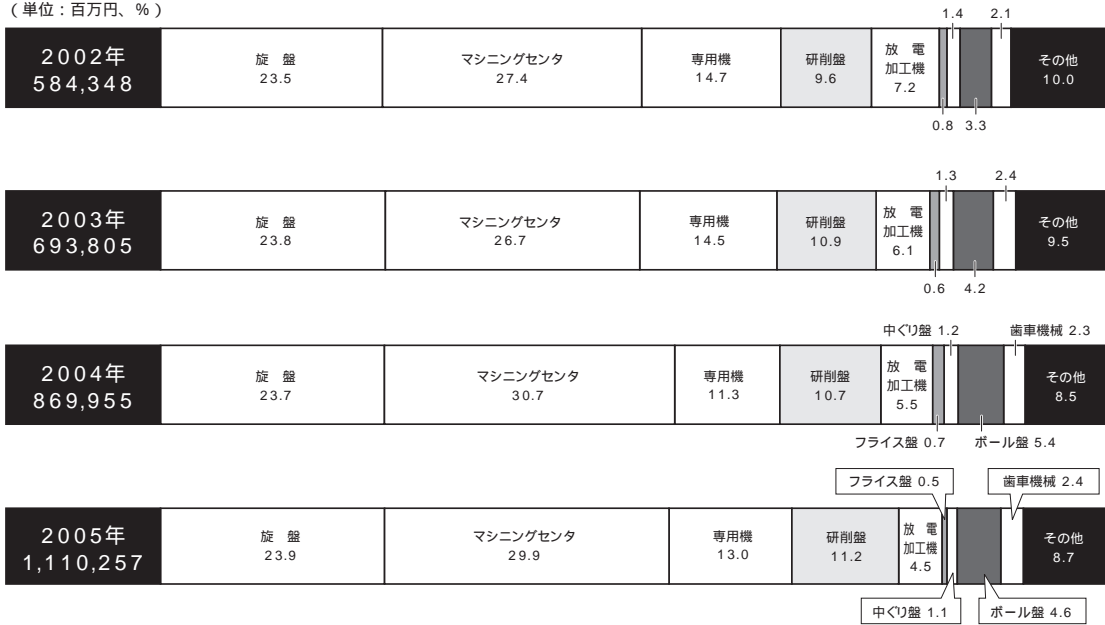 (単位:百万円、%)
1.4 2.1
2002年
584,348
旋 盤
23.5
マシニングセンタ
27.4
専用機
14.7
研削盤
9.6
放 電
加工機
7.2
その他
10.0
0.8 3.3
1.3 2.4
2003年
693,805
旋 盤
23.8
マシニングセンタ
26.7
専用機
14.5
研削盤
10.9
放 電
加工機
6.1
その他
9.5
0.6 4.2
中ぐり盤 1.2 歯車機械 2.3
2004年
869,955
旋 盤
23.7
マシニングセンタ
30.7
専用機
11.3
研削盤
10.7
放 電
加工機
5.5
その他
8.5
フライス盤 0.7 ボール盤 5.4
フライス盤 0.5 歯車機械 2.4
2005年
1,110,257
旋 盤
23.9
マシニングセンタ
29.9
専用機
13.0
研削盤
11.2
放 電
加工機
4.5
その他
8.7
中ぐり盤 1.1 ボール盤 4.6